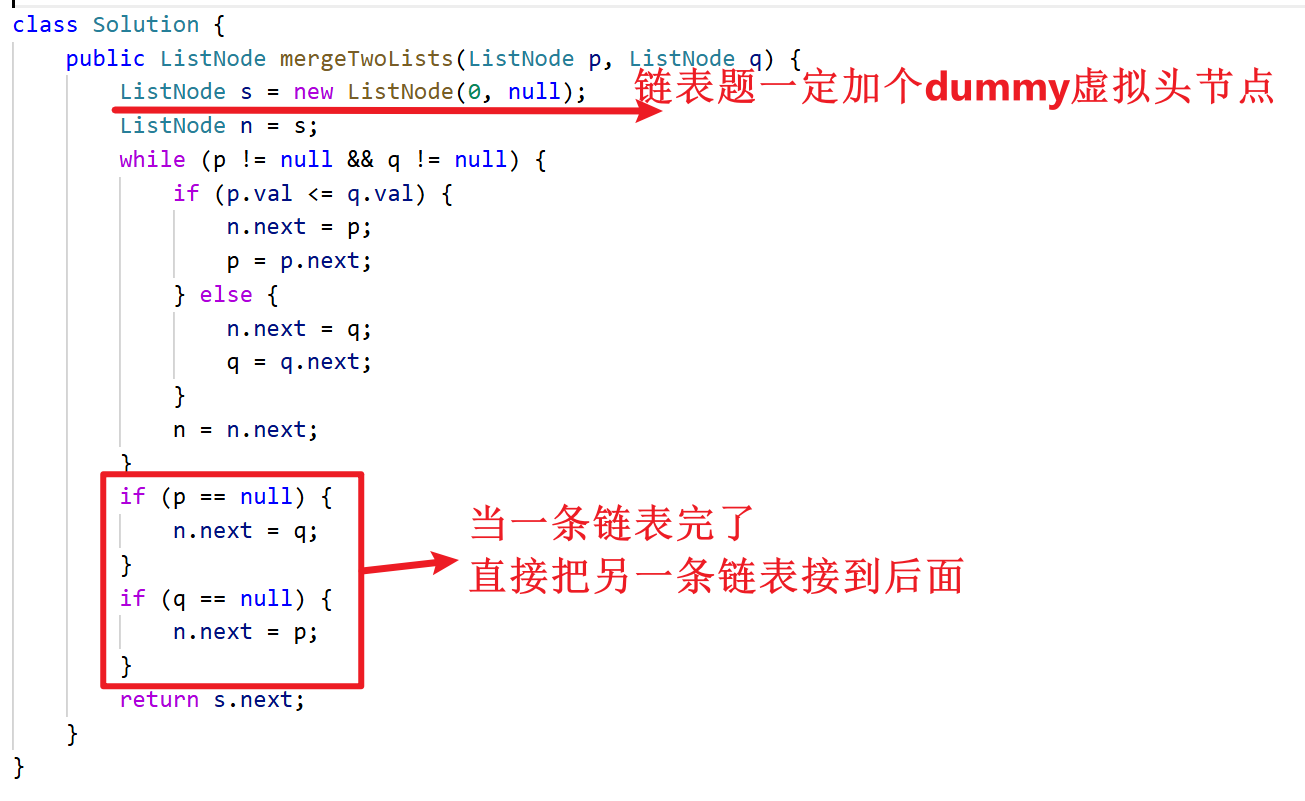 class Solution {
public ListNode mergeTwoLists(ListNode p, ListNode q) {
ListNode s = new ListNode(0, null);
链表题一定加个dummy虚拟头节点
ListNode n = s;
while (p != null && q != null) {
if (p.val <= q.val) {
n.next = p;
p = p.next;
} else {
n.next = q;
q = q.next;
}
n = n.next;
}
if (p == null) {
n.next = q;
}
if (q == null) {
n.next = p;
}
当一条链表完了
直接把另一条链表接到后面
return s.next;
}
}